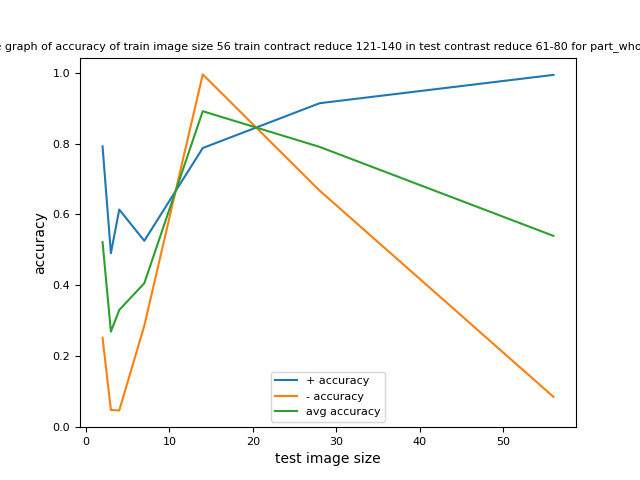 graph of accuracy of train image size 56 train contract reduce 121-140 in test contrast reduce 61-80 for
1.0
0.8
0.6
0.4
0.2
0.0
accuracy
+ accuracy
- accuracy
avg accuracy
0 10 20 30 40 50
test image size